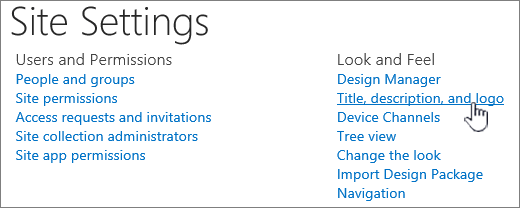 Site Settings
Users and Permissions
People and groups
Site permissions
Access requests and invitations
Site collection administrators
Site app permissions
Look and Feel
Design Manager
Title, description, and logo
Device Channels
Tree view
Change the look
Import Design Package
Navigation